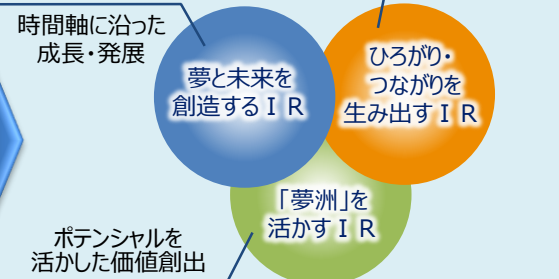 時間軸に沿った
成長・発展
夢と未来を
創造するＩＲ
ひろがり・
つながりを
生み出すＩＲ
「夢洲」を
活かすＩＲ
ポテンシャルを
活かした価値創出